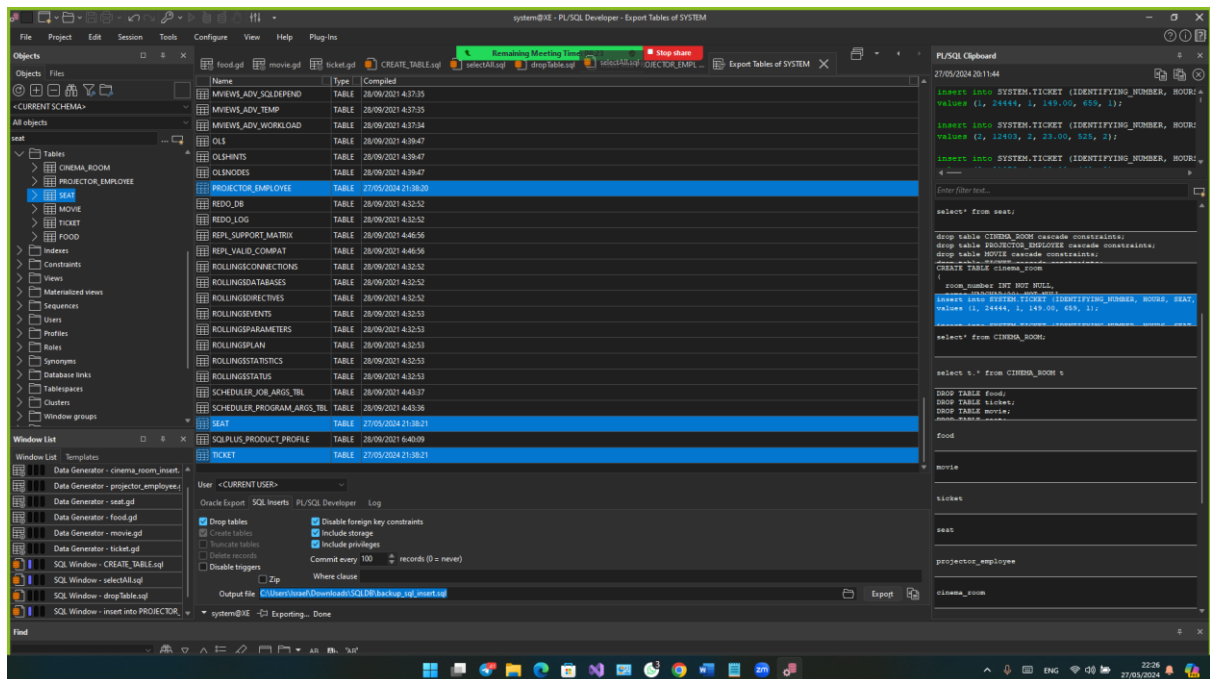 system@XE - PL/SQL Developer - Export Tables of SYSTEM
File Project Edit Session Tools Configure View Help Plug-Ins
Remaining Meeting Time
Stop share
food.gd movie.gd ticket.gd CREATE_TABLE.sql selectAll.sql dropTable.sql selectAll.sql Export Tables of SYSTEM
Objects
Objects Files
<CURRENT SCHEMA>
All objects
seat
Tables
CINEMA_ROOM
PROJECTOR_EMPLOYEE
SEAT
MOVIE
TICKET
FOOD
Indexes
Constraints
Views
Materialized views
Sequences
Users
Profiles
Roles
Synonyms
Database links
Tablespaces
Clusters
Window groups
Window List
Window List Templates
Data Generator - cinema_room_insert.
Data Generator - projector_employee.
Data Generator - seat.gd
Data Generator - food.gd
Data Generator - movie.gd
Data Generator - ticket.gd
SQL Window - CREATE_TABLE.sql
SQL Window - selectAll.sql
SQL Window - dropTable.sql
SQL Window - insert into PROJECTOR_
Name Type Compiled
MVIEW$_ADV_SQLDEPEND TABLE 28/09/2021 4:37:35
MVIEW$_ADV_TEMP TABLE 28/09/2021 4:37:35
MVIEW$_ADV_WORKLOAD TABLE 28/09/2021 4:37:34
OL$ TABLE 28/09/2021 4:39:47
OL$HINTS TABLE 28/09/2021 4:39:47
OL$NODES TABLE 28/09/2021 4:39:47
PROJECTOR_EMPLOYEE TABLE 27/05/2024 21:38:20
REDO_DB TABLE 28/09/2021 4:32:52
REDO_LOG TABLE 28/09/2021 4:32:52
REPL_SUPPORT_MATRIX TABLE 28/09/2021 4:46:56
REPL_VALID_COMPAT TABLE 28/09/2021 4:46:56
ROLLING$CONNECTIONS TABLE 28/09/2021 4:32:52
ROLLING$DATABASES TABLE 28/09/2021 4:32:52
ROLLING$DIRECTIVES TABLE 28/09/2021 4:32:52
ROLLING$EVENTS TABLE 28/09/2021 4:32:53
ROLLING$PARAMETERS TABLE 28/09/2021 4:32:53
ROLLING$PLAN TABLE 28/09/2021 4:32:53
ROLLING$STATISTICS TABLE 28/09/2021 4:32:53
ROLLING$STATUS TABLE 28/09/2021 4:32:53
SCHEDULER_JOB_ARGS_TBL TABLE 28/09/2021 4:43:37
SCHEDULER_PROGRAM_ARGS_TBL TABLE 28/09/2021 4:43:36
SEAT TABLE 27/05/2024 21:38:21
SQLPLUS_PRODUCT_PROFILE TABLE 28/09/2021 6:40:09
TICKET TABLE 27/05/2024 21:38:21
User <CURRENT USER>
Oracle Export SQL Inserts PL/SQL Developer Log
Drop tables Disable foreign key constraints
Create tables Include storage
Truncate tables Include privileges
Delete records Commit every 100 records (0 = never)
Disable triggers
Zip Where clause
Output file C:\Users\Israel\Downloads\SQLDB\backup_sql_insert.sql Export
system@XE Exporting... Done
PL/SQL Clipboard
27/05/2024 20:11:44
insert into SYSTEM.TICKET (IDENTIFYING_NUMBER, HOURS
values (1, 24444, 1, 149.00, 659, 1);
insert into SYSTEM.TICKET (IDENTIFYING_NUMBER, HOURS
values (2, 12403, 2, 23.00, 525, 2);
insert into SYSTEM.TICKET (IDENTIFYING_NUMBER, HOURS
Enter filter text...
select* from seat;
drop table CINEMA_ROOM cascade constraints;
drop table PROJECTOR_EMPLOYEE cascade constraints;
drop table MOVIE cascade constraints;
CREATE TABLE cinema_room
(
room_number INT NOT NULL,
insert into SYSTEM.TICKET (IDENTIFYING_NUMBER, HOURS, SEAT,
values (1, 24444, 1, 149.00, 659, 1);
select* from CINEMA_ROOM;
select t.* from CINEMA_ROOM t
DROP TABLE food;
DROP TABLE ticket;
DROP TABLE movie;
food
movie
ticket
seat
projector_employee
cinema_room
Find
ENG
22:26
27/05/2024